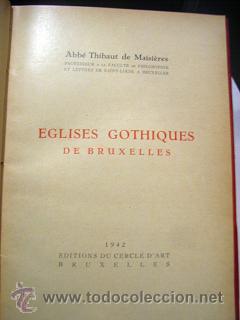 Abbé Thibaut de Maisières
PROFESSEUR A LA FACULTÉ DE PHILOSOPHIE
ET LETTRES DE SAINT-LOUIS, A BRUXELLES
EGLISES GOTHIQUES
DE BRUXELLES
1942
EDITIONS DU CERCLE D'ART
BRUXELLES
www.todocoleccion.net